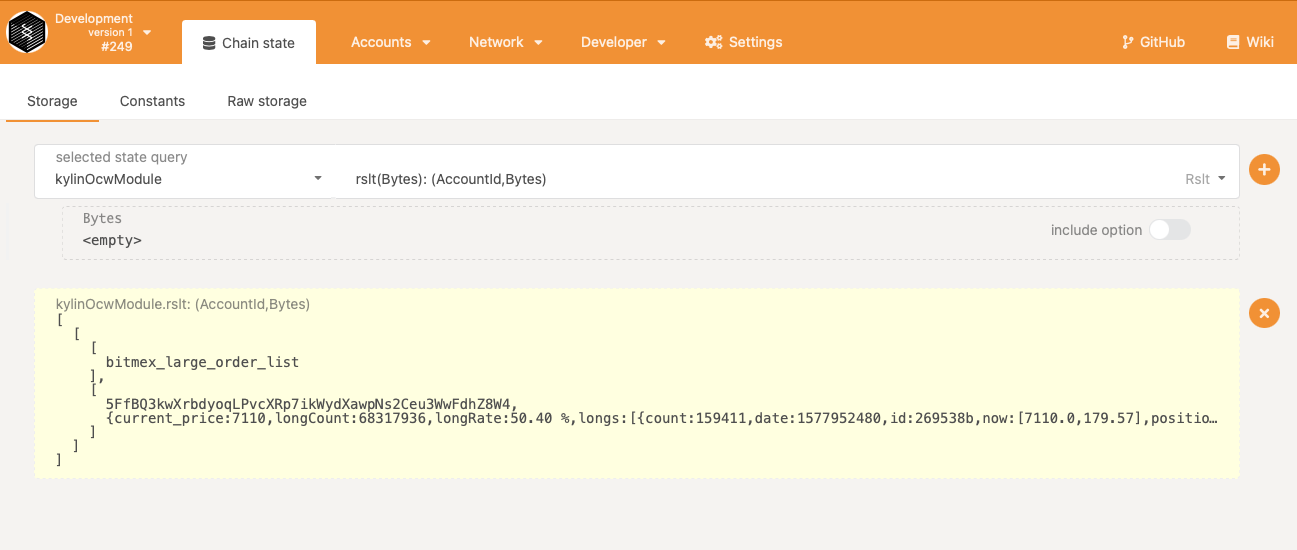 Development
version 1
#249
Chain state
Accounts
Network
Developer
Settings
GitHub
Wiki
Storage
Constants
Raw storage
selected state query
kylinOcwModule
rslt(Bytes): (AccountId,Bytes)
Rslt
Bytes
<empty>
include option
kylinOcwModule.rslt: (AccountId,Bytes)
[
[
[
bitmex_large_order_list
],
[
5FfBQ3kwXrbdyoqLPvcXRp7ikWydXawpNs2Ceu3WwFdhZ8W4,
{current_price:7110,longCount:68317936,longRate:50.40 %,longs:[{count:159411,date:1577952480,id:269538b,now:[7110.0,179.57],positio…
]
]
]